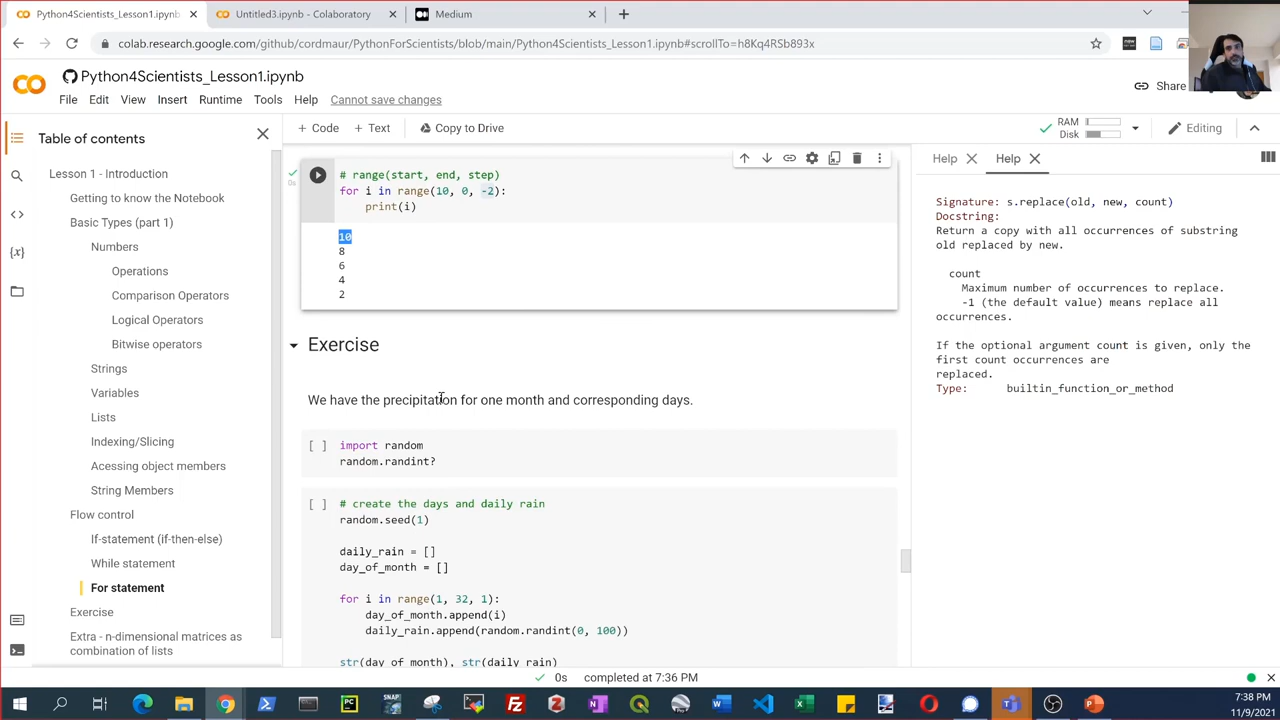 Python4Scientists_Lesson1.ipynb
Untitled3.ipynb - Colaboratory
Medium
colab.research.google.com/github/cordmaur/PythonForScientists/blob/main/Python4Scientists_Lesson1.ipynb#scrollTo=h8Kq4RSb893x
Python4Scientists_Lesson1.ipynb
File Edit View Insert Runtime Tools Help Cannot save changes
Share
+ Code + Text Copy to Drive
RAM
Disk
Editing
Table of contents
Lesson 1 - Introduction
Getting to know the Notebook
Basic Types (part 1)
Numbers
Operations
Comparison Operators
Logical Operators
Bitwise operators
Strings
Variables
Lists
Indexing/Slicing
Acessing object members
String Members
Flow control
If-statement (if-then-else)
While statement
For statement
Exercise
Extra - n-dimensional matrices as
combination of lists
0s
# range(start, end, step)
for i in range(10, 0, -2):
print(i)
10
8
6
4
2
Exercise
We have the precipitation for one month and corresponding days.
[ ] import random
random.randint?
[ ] # create the days and daily rain
random.seed(1)
daily_rain = []
day_of_month = []
for i in range(1, 32, 1):
day_of_month.append(i)
daily_rain.append(random.randint(0, 100))
str(day_of_month), str(daily_rain)
Help
Help
Signature: s.replace(old, new, count)
Docstring:
Return a copy with all occurrences of substring
old replaced by new.
count
Maximum number of occurrences to replace.
-1 (the default value) means replace all
occurrences.
If the optional argument count is given, only the
first count occurrences are
replaced.
Type: builtin_function_or_method
0s completed at 7:36 PM
7:38 PM
11/9/2021